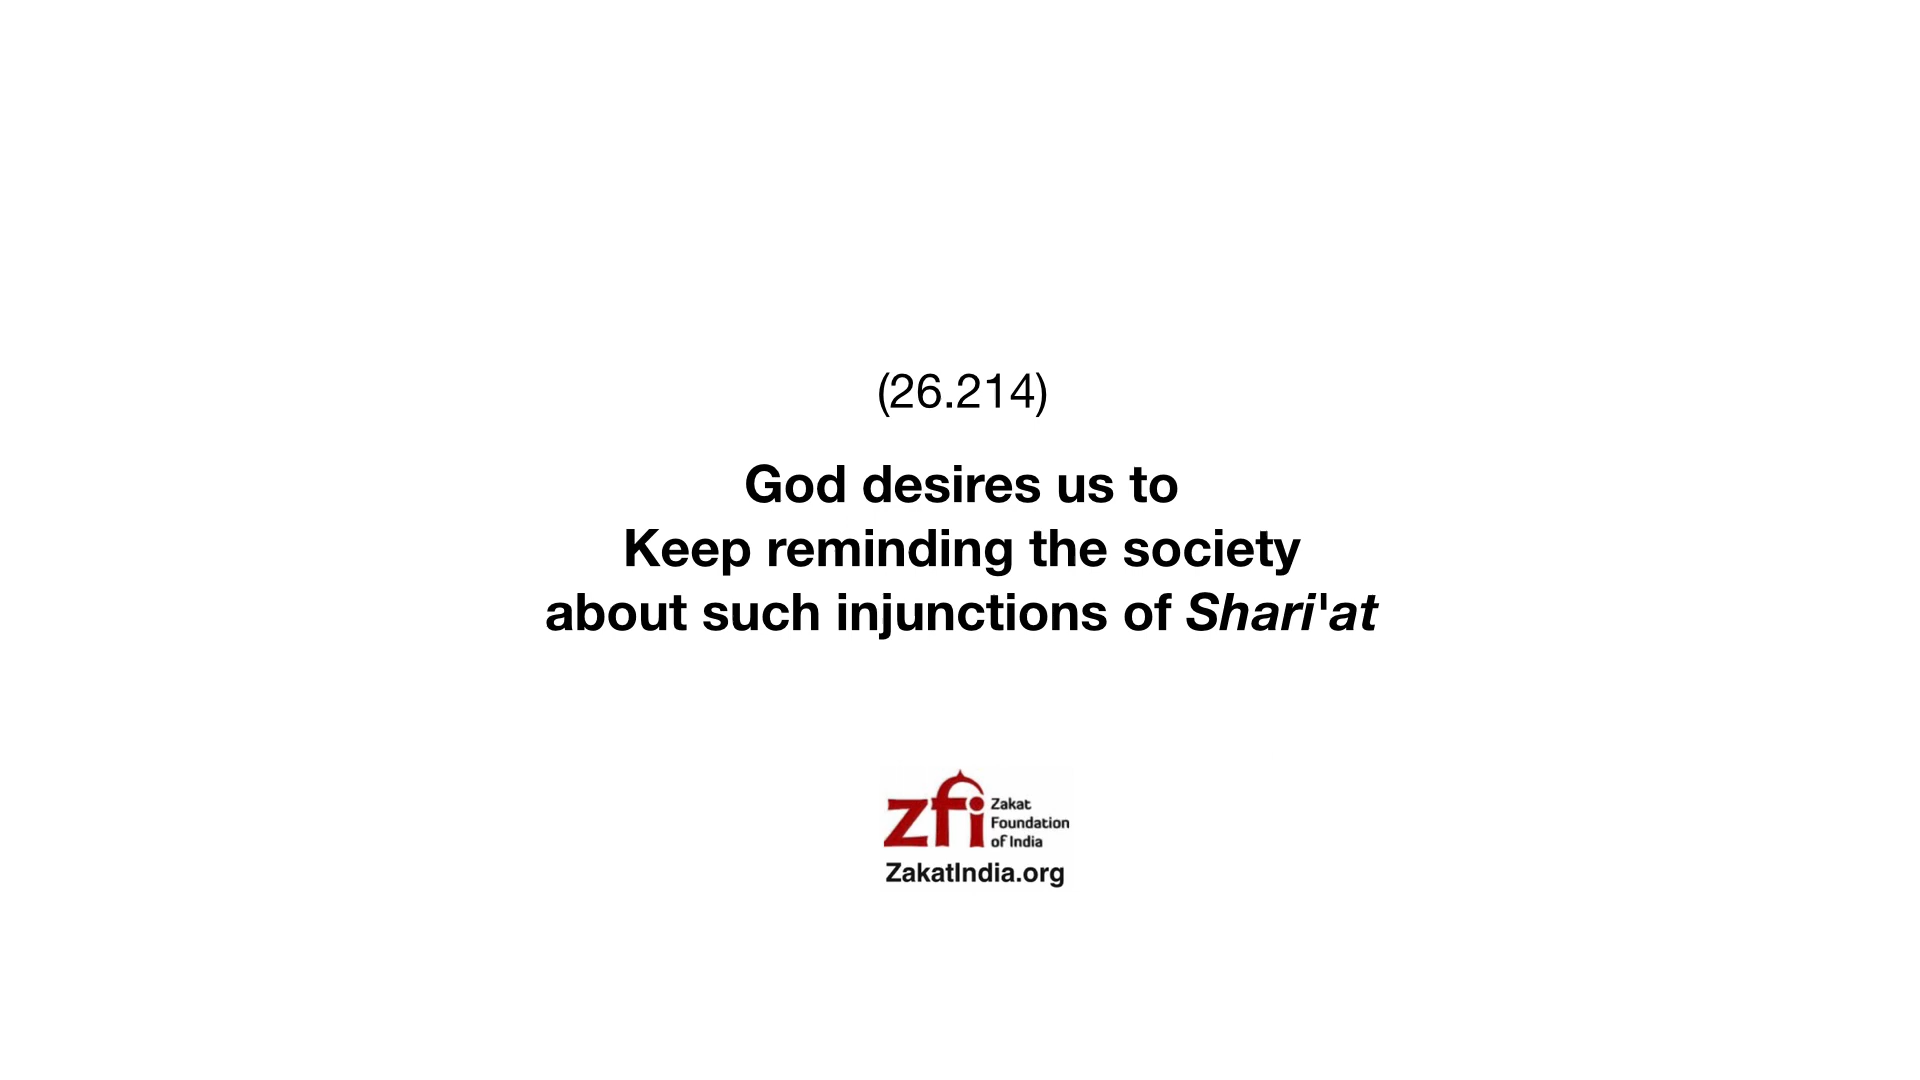 (26.214)
God desires us to
Keep reminding the society
about such injunctions of Shari'at
zfi
Zakat
Foundation
of India
ZakatIndia.org